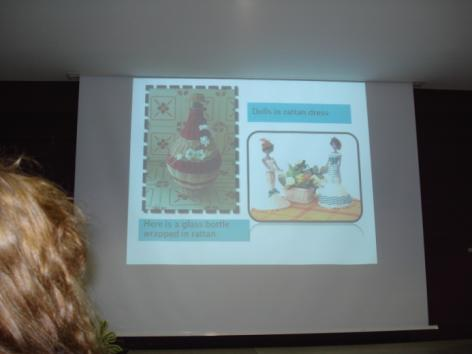 Dolls in rattan dress
Here is a glass bottle
wrapped in rattan